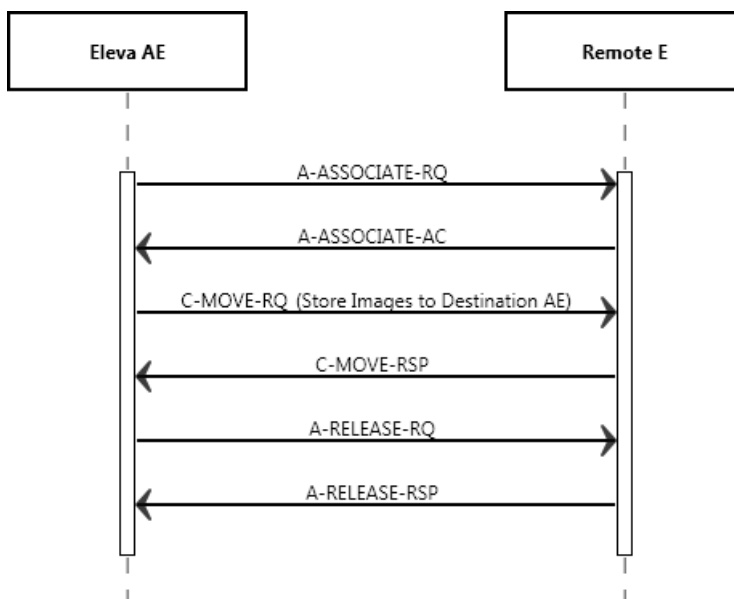 Eleva AE
Remote E
A-ASSOCIATE-RQ
A-ASSOCIATE-AC
C-MOVE-RQ (Store Images to Destination AE)
C-MOVE-RSP
A-RELEASE-RQ
A-RELEASE-RSP